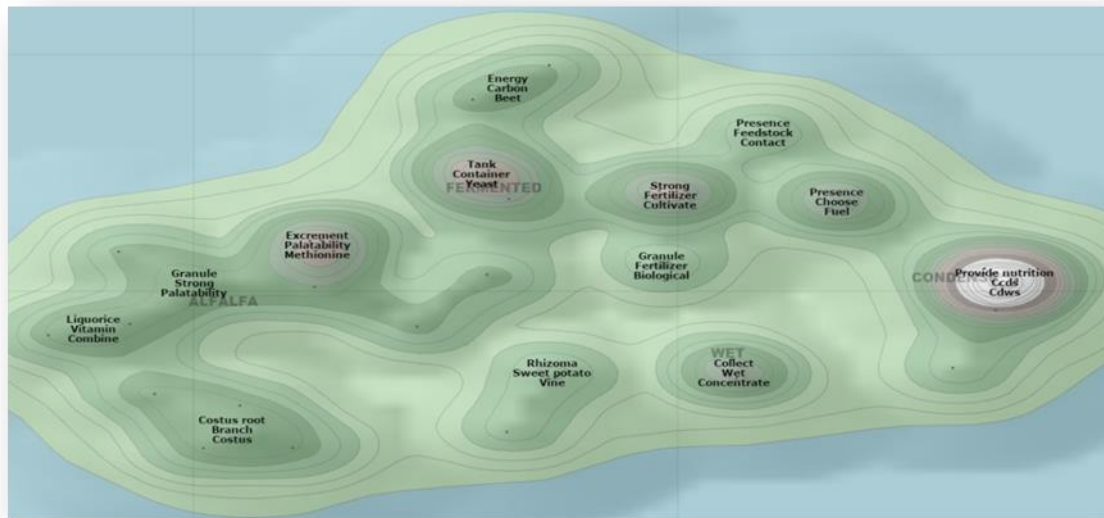 Energy
Carbon
Beet
Presence
Feedstock
Contact
Tank
Container
Yeast
FERMENTED
Strong
Fertilizer
Cultivate
Presence
Choose
Fuel
Excrement
Palatability
Methionine
Granule
Fertilizer
Biological
Granule
Strong
Palatability
ALFALFA
Provide nutrition
Ccds
Cdws
Liquorice
Vitamin
Combine
WET
Collect
Wet
Concentrate
Rhizoma
Sweet potato
Vine
Costus root
Branch
Costus